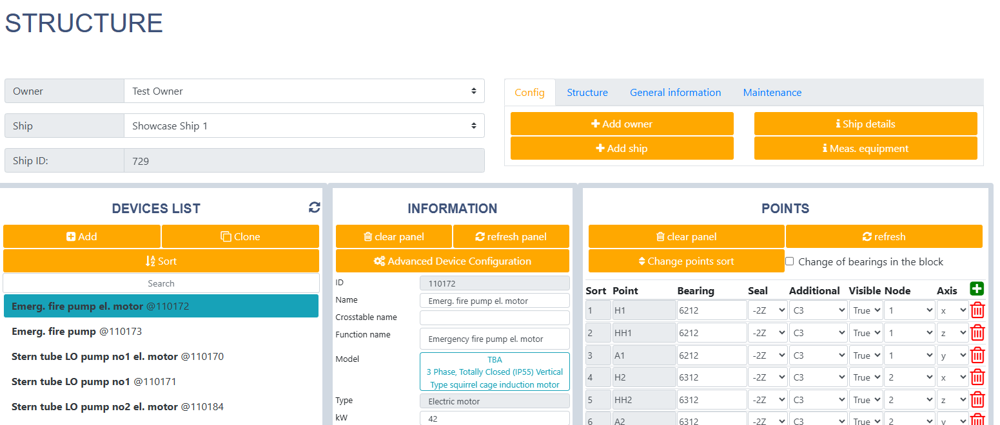 STRUCTURE
Owner Test Owner
Ship Showcase Ship 1
Ship ID: 729
Config Structure General information Maintenance
Add owner Ship details
Add ship Meas. equipment
DEVICES LIST
Add Clone
Sort
Search
Emerg. fire pump el. motor @110172
Emerg. fire pump @110173
Stern tube LO pump no1 el. motor @110170
Stern tube LO pump no1 @110171
Stern tube LO pump no2 el. motor @110184
INFORMATION
clear panel refresh panel
Advanced Device Configuration
ID 110172
Name Emerg. fire pump el. motor
Crosstable name
Function name Emergency fire pump el. motor
Model TBA
3 Phase, Totally Closed (IP55) Vertical
Type squirrel cage induction motor
Type Electric motor
kW 42
POINTS
clear panel refresh
Change points sort Change of bearings in the block
Sort Point Bearing Seal Additional Visible Node Axis
1 H1 6212 -2Z C3 True 1 x
2 HH1 6212 -2Z C3 True 1 z
3 A1 6212 -2Z C3 True 1 y
4 H2 6312 -2Z C3 True 2 x
5 HH2 6312 -2Z C3 True 2 z
6 A2 6312 -2Z C3 True 2 y